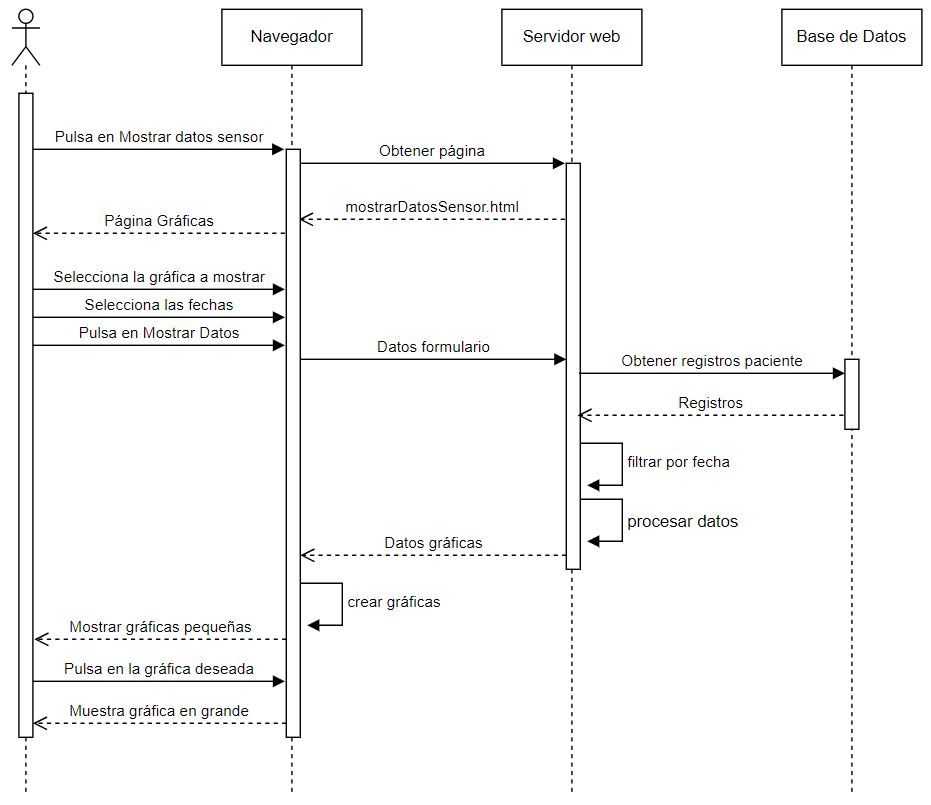 Navegador
Servidor web
Base de Datos
Pulsa en Mostrar datos sensor
Obtener página
mostrarDatosSensor.html
Página Gráficas
Selecciona la gráfica a mostrar
Selecciona las fechas
Pulsa en Mostrar Datos
Datos formulario
Obtener registros paciente
Registros
filtrar por fecha
procesar datos
Datos gráficas
crear gráficas
Mostrar gráficas pequeñas
Pulsa en la gráfica deseada
Muestra gráfica en grande